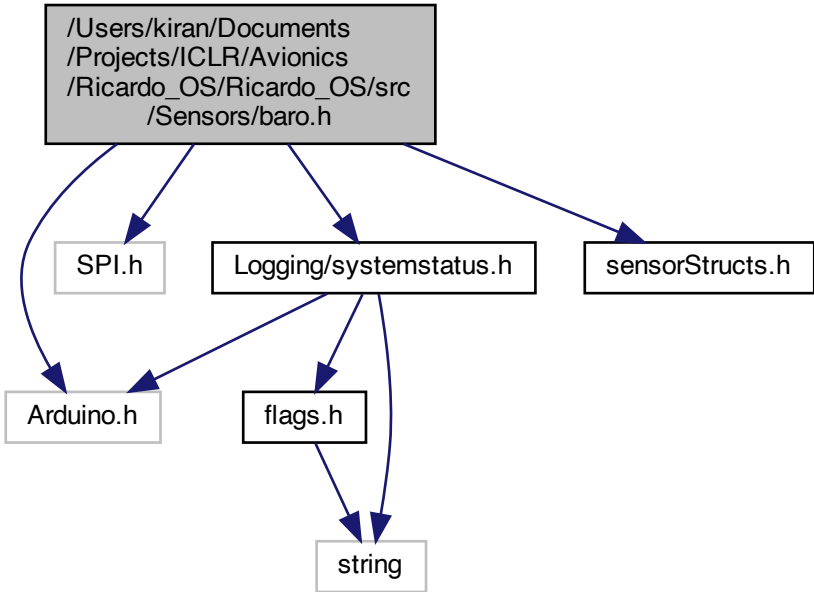 /Users/kiran/Documents
/Projects/ICLR/Avionics
/Ricardo_OS/Ricardo_OS/src
/Sensors/baro.h
SPI.h
Logging/systemstatus.h
sensorStructs.h
Arduino.h
flags.h
string